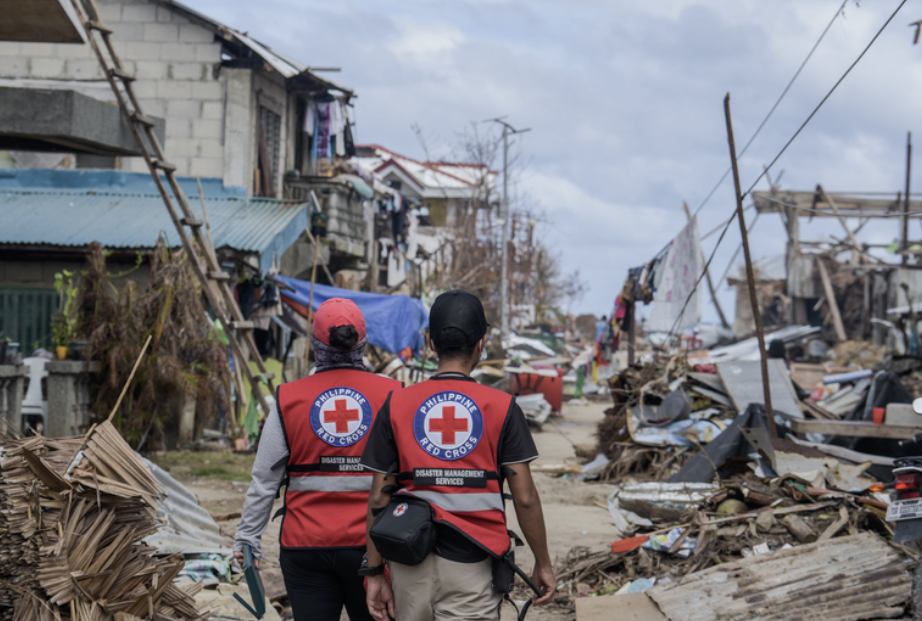 PHILIPPINE
RED CROSS
DISASTER MANAGEMENT
SERVICES
PHILIPPINE
RED CROSS
DISASTER MANAGEMENT
SERVICES